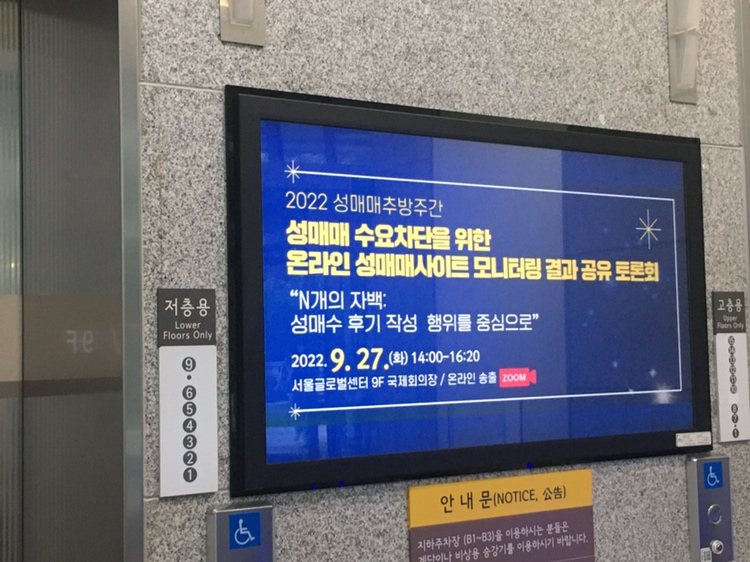 2022 성매매추방주간
성매매 수요차단을 위한
온라인 성매매사이트 모니터링 결과 공유 토론회
“N개의 자백:
성매수 후기 작성 행위를 중심으로”
2022. 9. 27.(화) 14:00-16:20
서울글로벌센터 9F 국제회의장 / 온라인 송출 ZOOM
저층용
Lower
Floors Only
9
•
6
5
4
3
2
1
고층용
Upper
Floors Only
8
7
•
1
안 내 문(NOTICE, 公告)
지하주차장 (B1~B3)을 이용하시는 분들은
계단이나 비상용 승강기를 이용하시기 바랍니다.